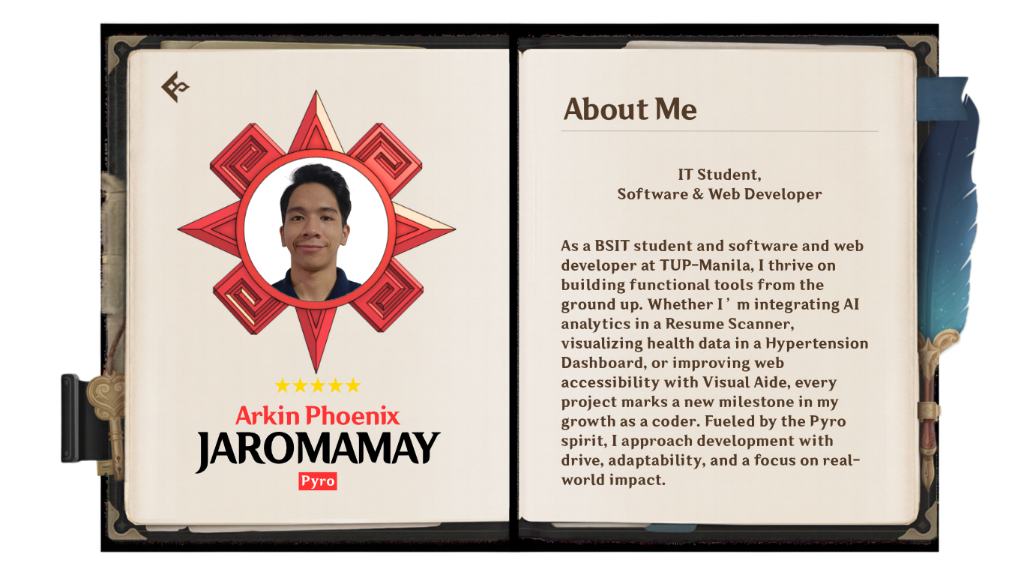 Arkin Phoenix
JAROMAMAY
Pyro
About Me
IT Student,
Software & Web Developer
As a BSIT student and software and web
developer at TUP-Manila, I thrive on
building functional tools from the
ground up. Whether I’m integrating AI
analytics in a Resume Scanner,
visualizing health data in a Hypertension
Dashboard, or improving web
accessibility with Visual Aide, every
project marks a new milestone in my
growth as a coder. Fueled by the Pyro
spirit, I approach development with
drive, adaptability, and a focus on real-
world impact.